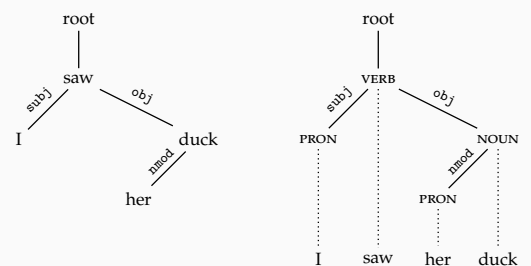 root root
saw VERB
subj obj subj obj
I duck PRON NOUN
nmod nmod
her PRON
I saw her duck